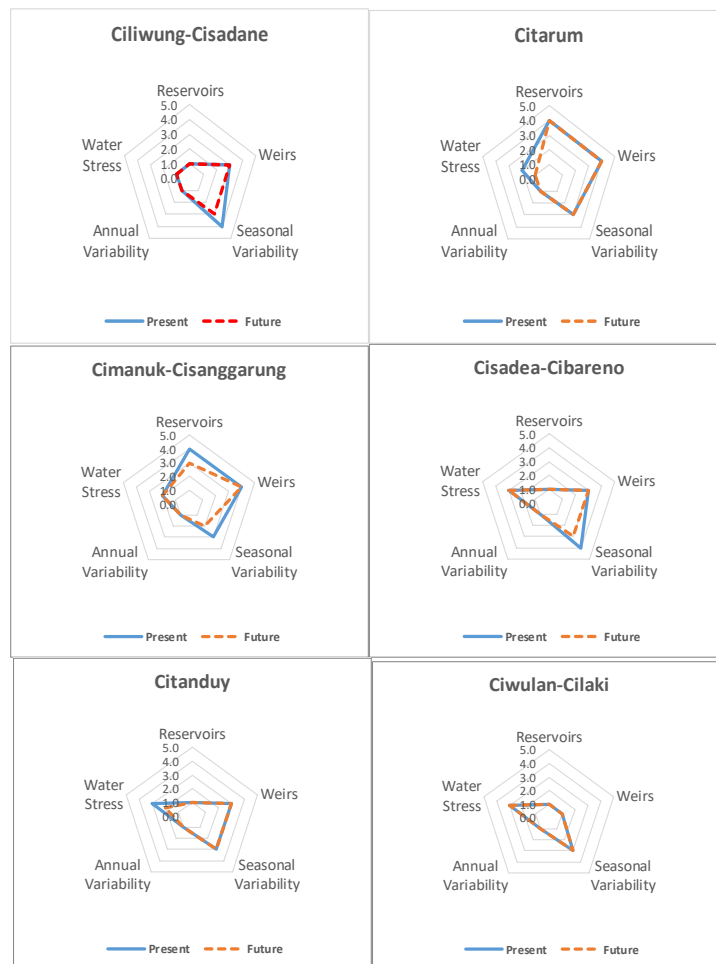 Ciliwung-Cisadane
Reservoirs
5.0
4.0
3.0
2.0
1.0
0.0
Weirs
Seasonal
Variability
Annual
Variability
Water
Stress
Present
Future
Citarum
Reservoirs
5.0
4.0
3.0
2.0
1.0
0.0
Weirs
Seasonal
Variability
Annual
Variability
Water
Stress
Present
Future
Cimanuk-Cisanggarung
Reservoirs
5.0
4.0
3.0
2.0
1.0
0.0
Weirs
Seasonal
Variability
Annual
Variability
Water
Stress
Present
Future
Cisadea-Cibareno
Reservoirs
5.0
4.0
3.0
2.0
1.0
0.0
Weirs
Seasonal
Variability
Annual
Variability
Water
Stress
Present
Future
Citanduy
Reservoirs
5.0
4.0
3.0
2.0
1.0
0.0
Weirs
Seasonal
Variability
Annual
Variability
Water
Stress
Present
Future
Ciwulan-Cilaki
Reservoirs
5.0
4.0
3.0
2.0
1.0
0.0
Weirs
Seasonal
Variability
Annual
Variability
Water
Stress
Present
Future